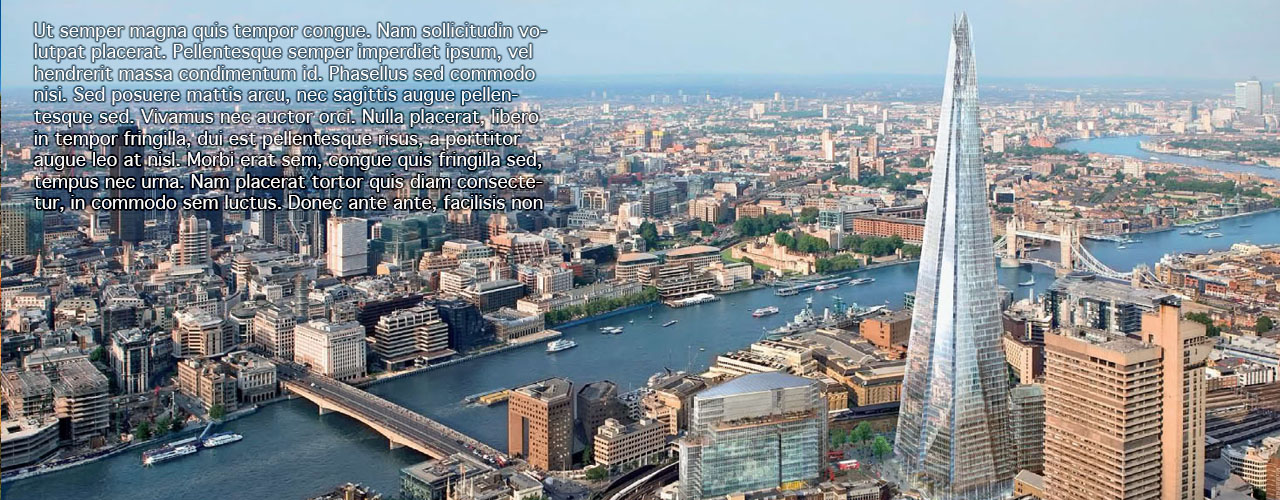 Ut semper magna quis tempor congue. Nam sollicitudin vo-
lutpat placerat. Pellentesque semper imperdiet ipsum, vel
hendrerit massa condimentum id. Phasellus sed commodo
nisi. Sed posuere mattis arcu, nec sagittis augue pellen-
tesque sed. Vivamus nec auctor orci. Nulla placerat, libero
in tempor fringilla, dui est pellentesque risus, a porttitor
augue leo at nisl. Morbi erat sem, congue quis fringilla sed,
tempus nec urna. Nam placerat tortor quis diam consecte-
tur, in commodo sem luctus. Donec ante ante, facilisis non